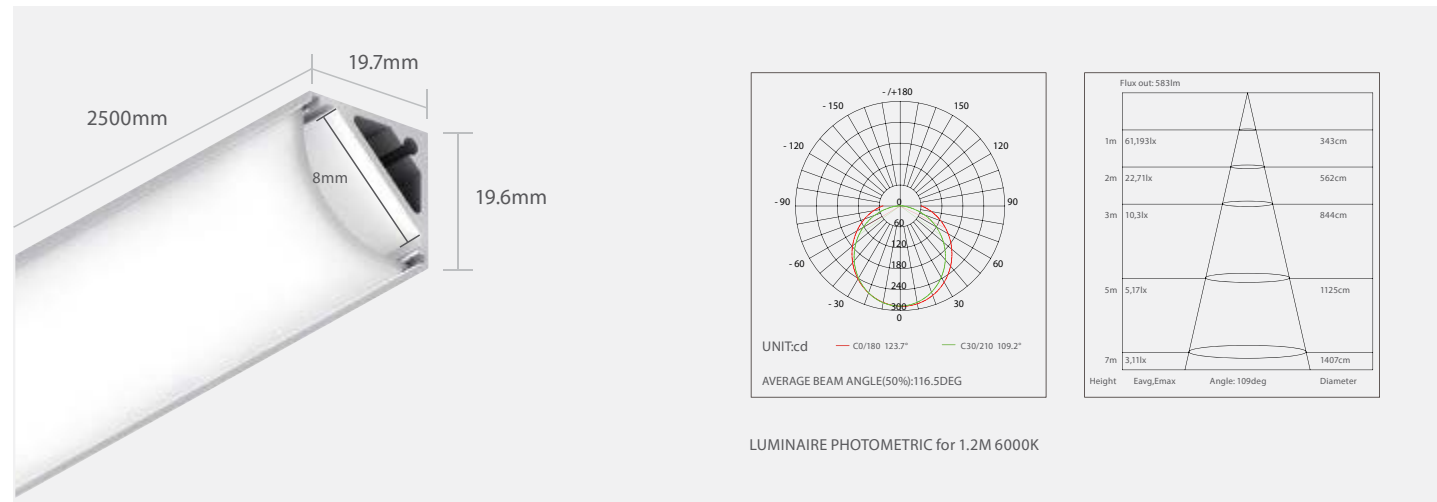 19.7mm
2500mm
8mm
19.6mm
- /+180
- 150
150
- 120
120
- 90
0
90
60
120
- 60
180
60
240
- 30
300
30
0
UNIT:cd
C0/180 123.7°
C30/210 109.2°
AVERAGE BEAM ANGLE(50%):116.5DEG
Flux out: 583lm
1m 61,193lx 343cm
2m 22,71lx 562cm
3m 10,3lx 844cm
5m 5,17lx 1125cm
7m 3,11lx 1407cm
Height Eavg,Emax Angle: 109deg Diameter
LUMINAIRE PHOTOMETRIC for 1.2M 6000K